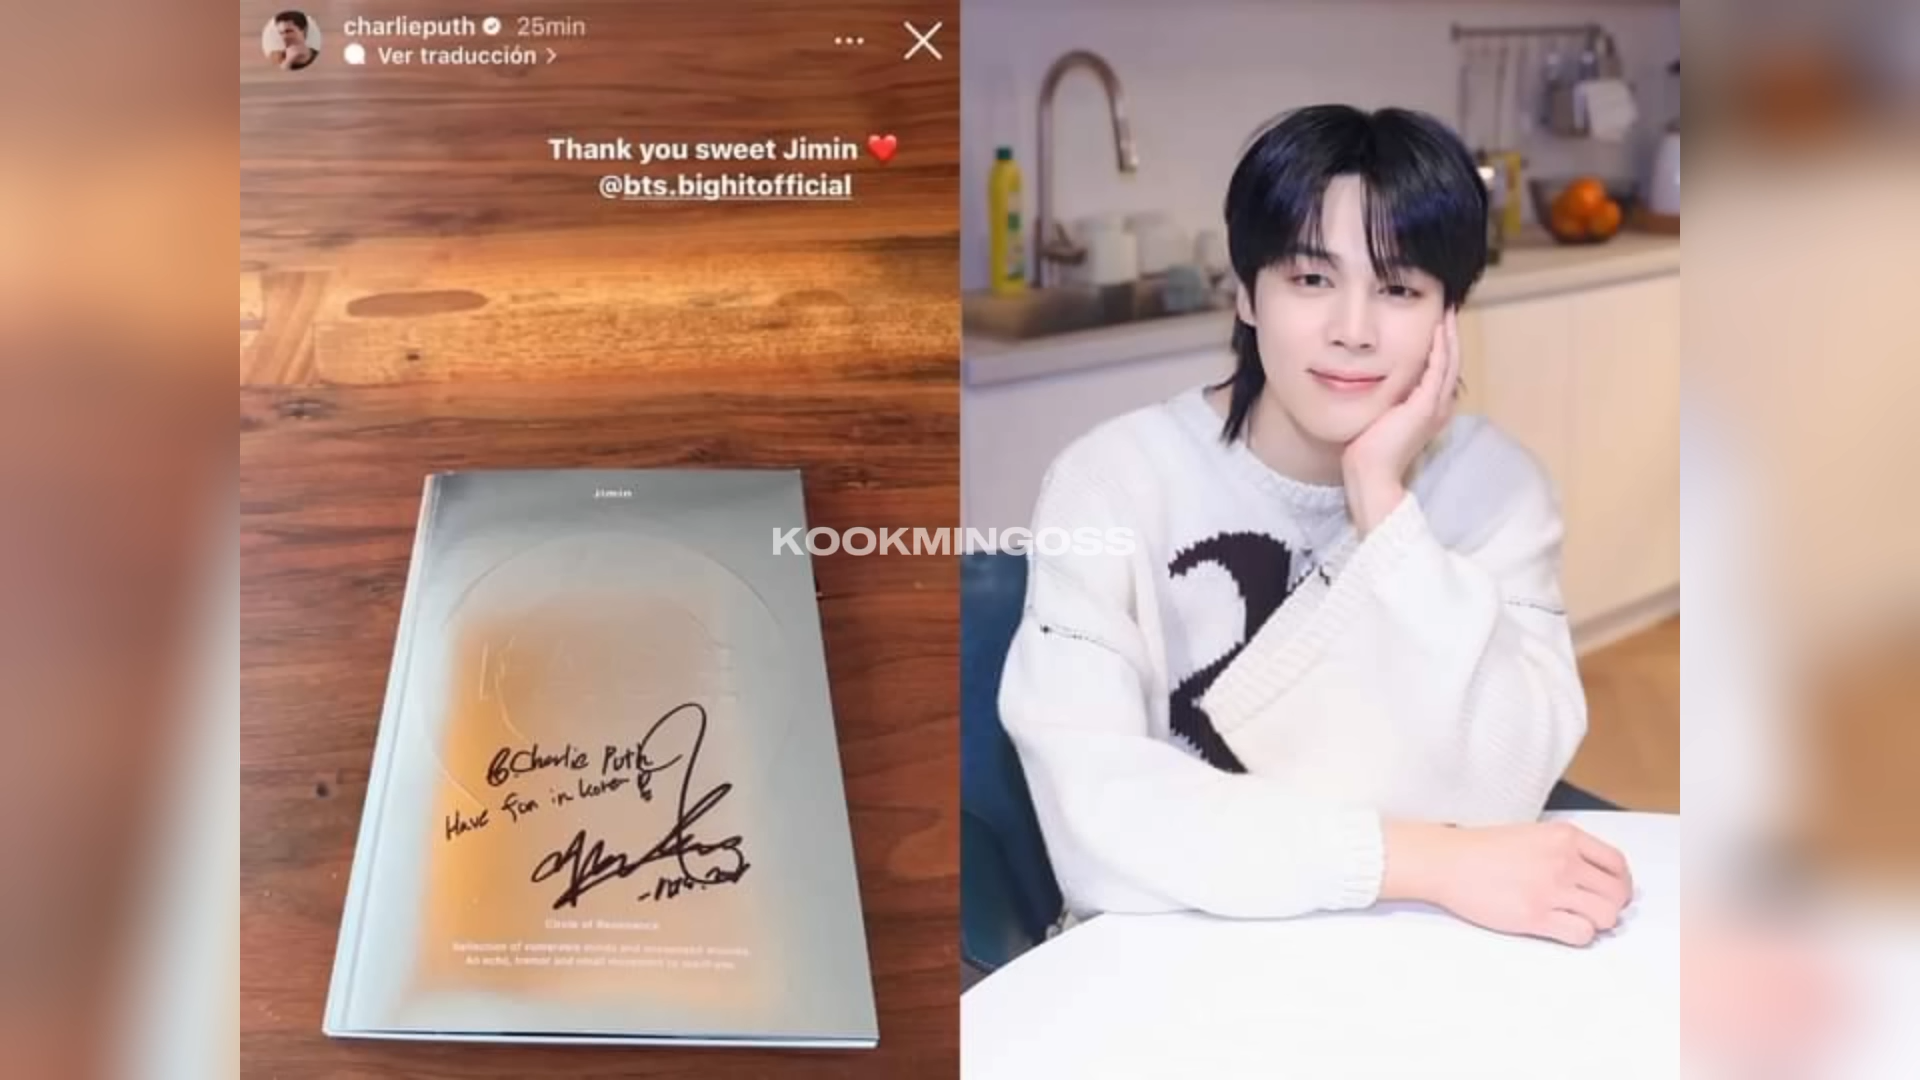 charlieputh 25min
Ver traducción >
Thank you sweet Jimin ❤️
@bts.bighitofficial
Jimin
KOOKMINGOSS
Charlie Puth
Have fun in Korea
Circle of Resonance